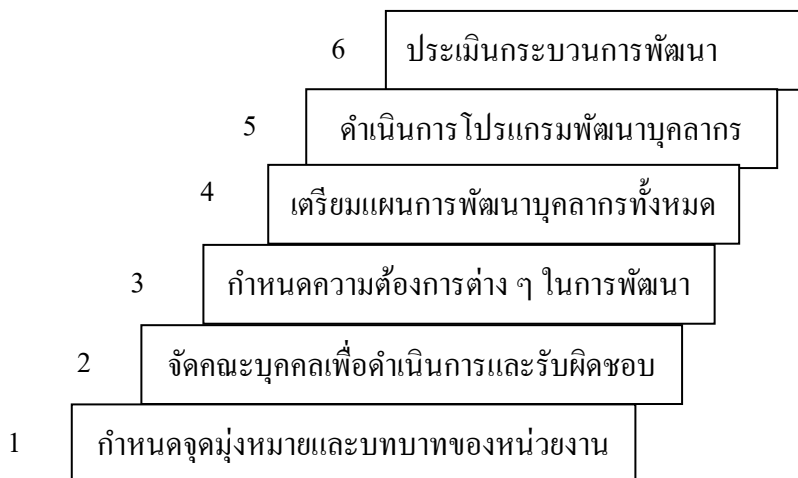 6 ประเมินกระบวนการพัฒนา
5 ดำเนินการโปรแกรมพัฒนาบุคลากร
4 เตรียมแผนการพัฒนาบุคลากรทั้งหมด
3 กำหนดความต้องการต่าง ๆ ในการพัฒนา
2 จัดคณะบุคคลเพื่อดำเนินการและรับผิดชอบ
1 กำหนดจุดมุ่งหมายและบทบาทของหน่วยงาน